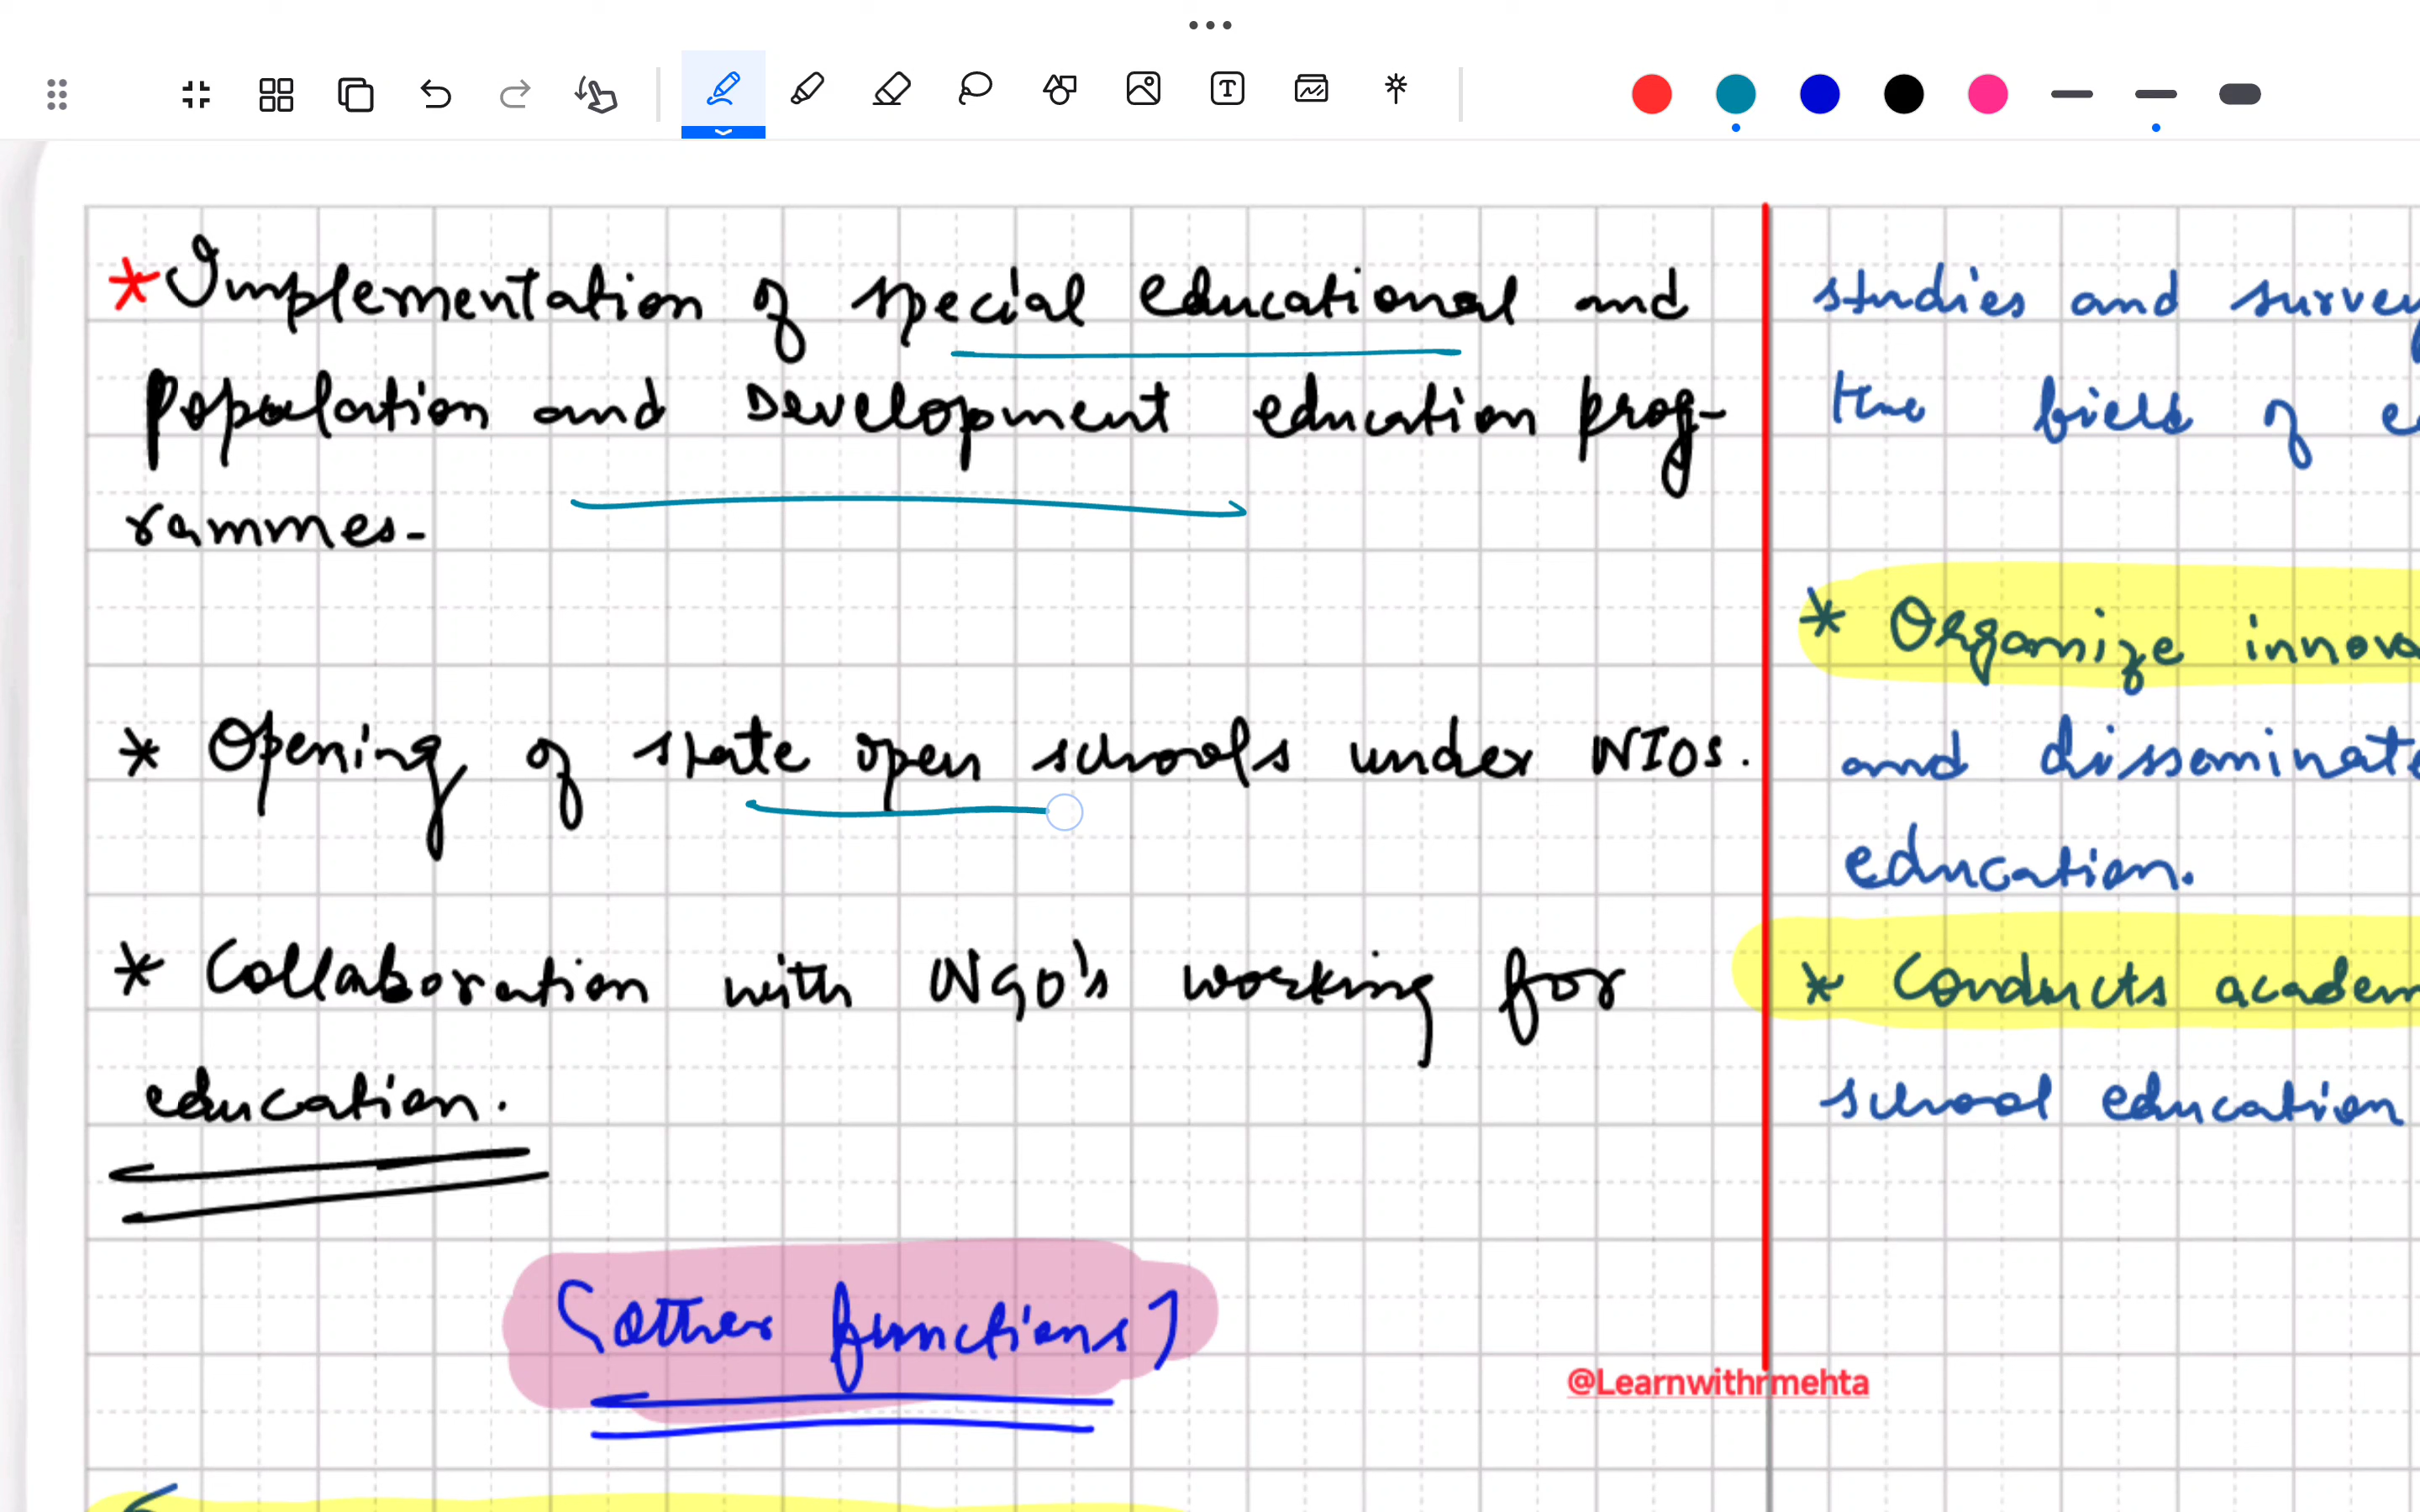 * Implementation of special educational and
population and Development education prog-
rammes-
* Opening of state open schools under NIOS.
* Collaboration with NGO's working for
education.
(other functions)
@Learnwithrmehta
studies and survey
the field of e
* Organize innova
and disseminate
education.
* Conducts academ
school education